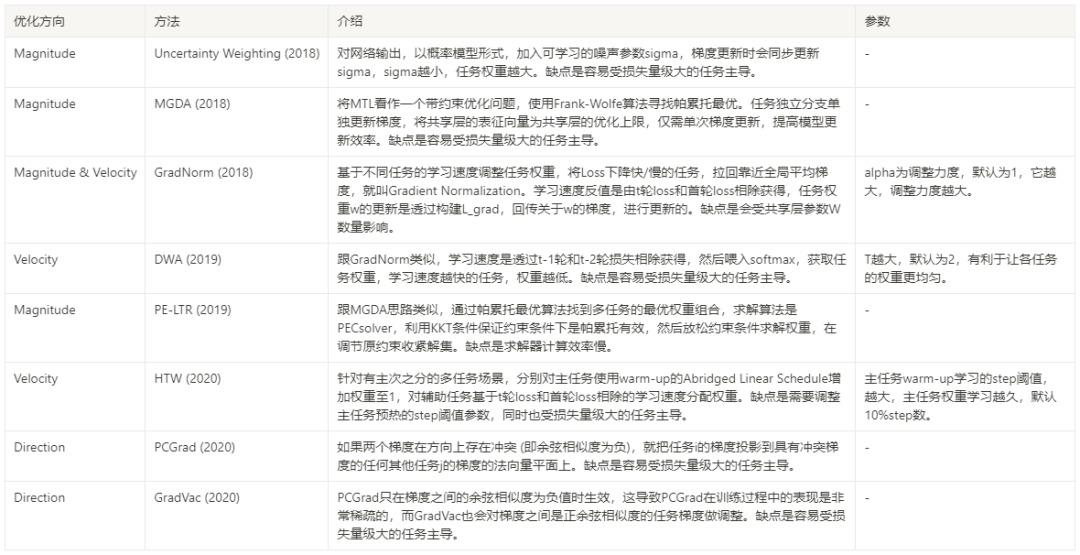 优化方向 方法 介绍 参数
Magnitude Uncertainty Weighting (2018) 对网络输出，以概率模型形式，加入可学习的噪声参数sigma，梯度更新时会同步更新 -
sigma，sigma越小，任务权重越大。缺点是容易受损失量级大的任务主导。
Magnitude MGDA (2018) 将MTL看作一个带约束优化问题，使用Frank-Wolfe算法寻找帕累托最优。任务独立分支单 -
独更新梯度，将共享层的表征向量为共享层的优化上限，仅需单次梯度更新，提高模型更
新效率。缺点是容易受损失量级大的任务主导。
Magnitude & Velocity GradNorm (2018) 基于不同任务的学习速度调整任务权重，将Loss下降快/慢的任务，拉回靠近全局平均梯 alpha为调整力度，默认为1，它越
度，就叫Gradient Normalization。学习速度反值是由t轮loss和首轮loss相除获得，任务权 大，调整力度越大。
重w的更新是透过构建L_grad，回传关于w的梯度，进行更新的。缺点是会受共享层参数W
数量影响。
Velocity DWA (2019) 跟GradNorm类似，学习速度是透过t-1轮和t-2轮损失相除获得，然后喂入softmax，获取任 T越大，默认为2，有利于让各任务
务权重，学习速度越快的任务，权重越低。缺点是容易受损失量级大的任务主导。 的权重更均匀。
Magnitude PE-LTR (2019) 跟MGDA思路类似，通过帕累托最优算法找到多任务的最优权重组合，求解算法是 -
PECsolver，利用KKT条件保证约束条件下是帕累托有效，然后放松约束条件求解权重，在
调节原约束收紧解集。缺点是求解器计算效率慢。
Velocity HTW (2020) 针对有主次之分的多任务场景，分别对主任务使用warm-up的Abridged Linear Schedule增 主任务warm-up学习的step阈值，
加权重至1，对辅助任务基于t轮loss和首轮loss相除的学习速度分配权重。缺点是需要调整 越大，主任务权重学习越久，默认
主任务预热的step阈值参数，同时也受损失量级大的任务主导。 10%step数。
Direction PCGrad (2020) 如果两个梯度在方向上存在冲突 (即余弦相似度为负)，就把任务i的梯度投影到具有冲突梯 -
度的任何其他任务j的梯度的法向量平面上。缺点是容易受损失量级大的任务主导。
Direction GradVac (2020) PCGrad只在梯度之间的余弦相似度为负值时生效，这导致PCGrad在训练过程中的表现是非 -
常稀疏的，而GradVac也会对梯度之间是正余弦相似度的任务梯度做调整。缺点是容易受损
失量级大的任务主导。